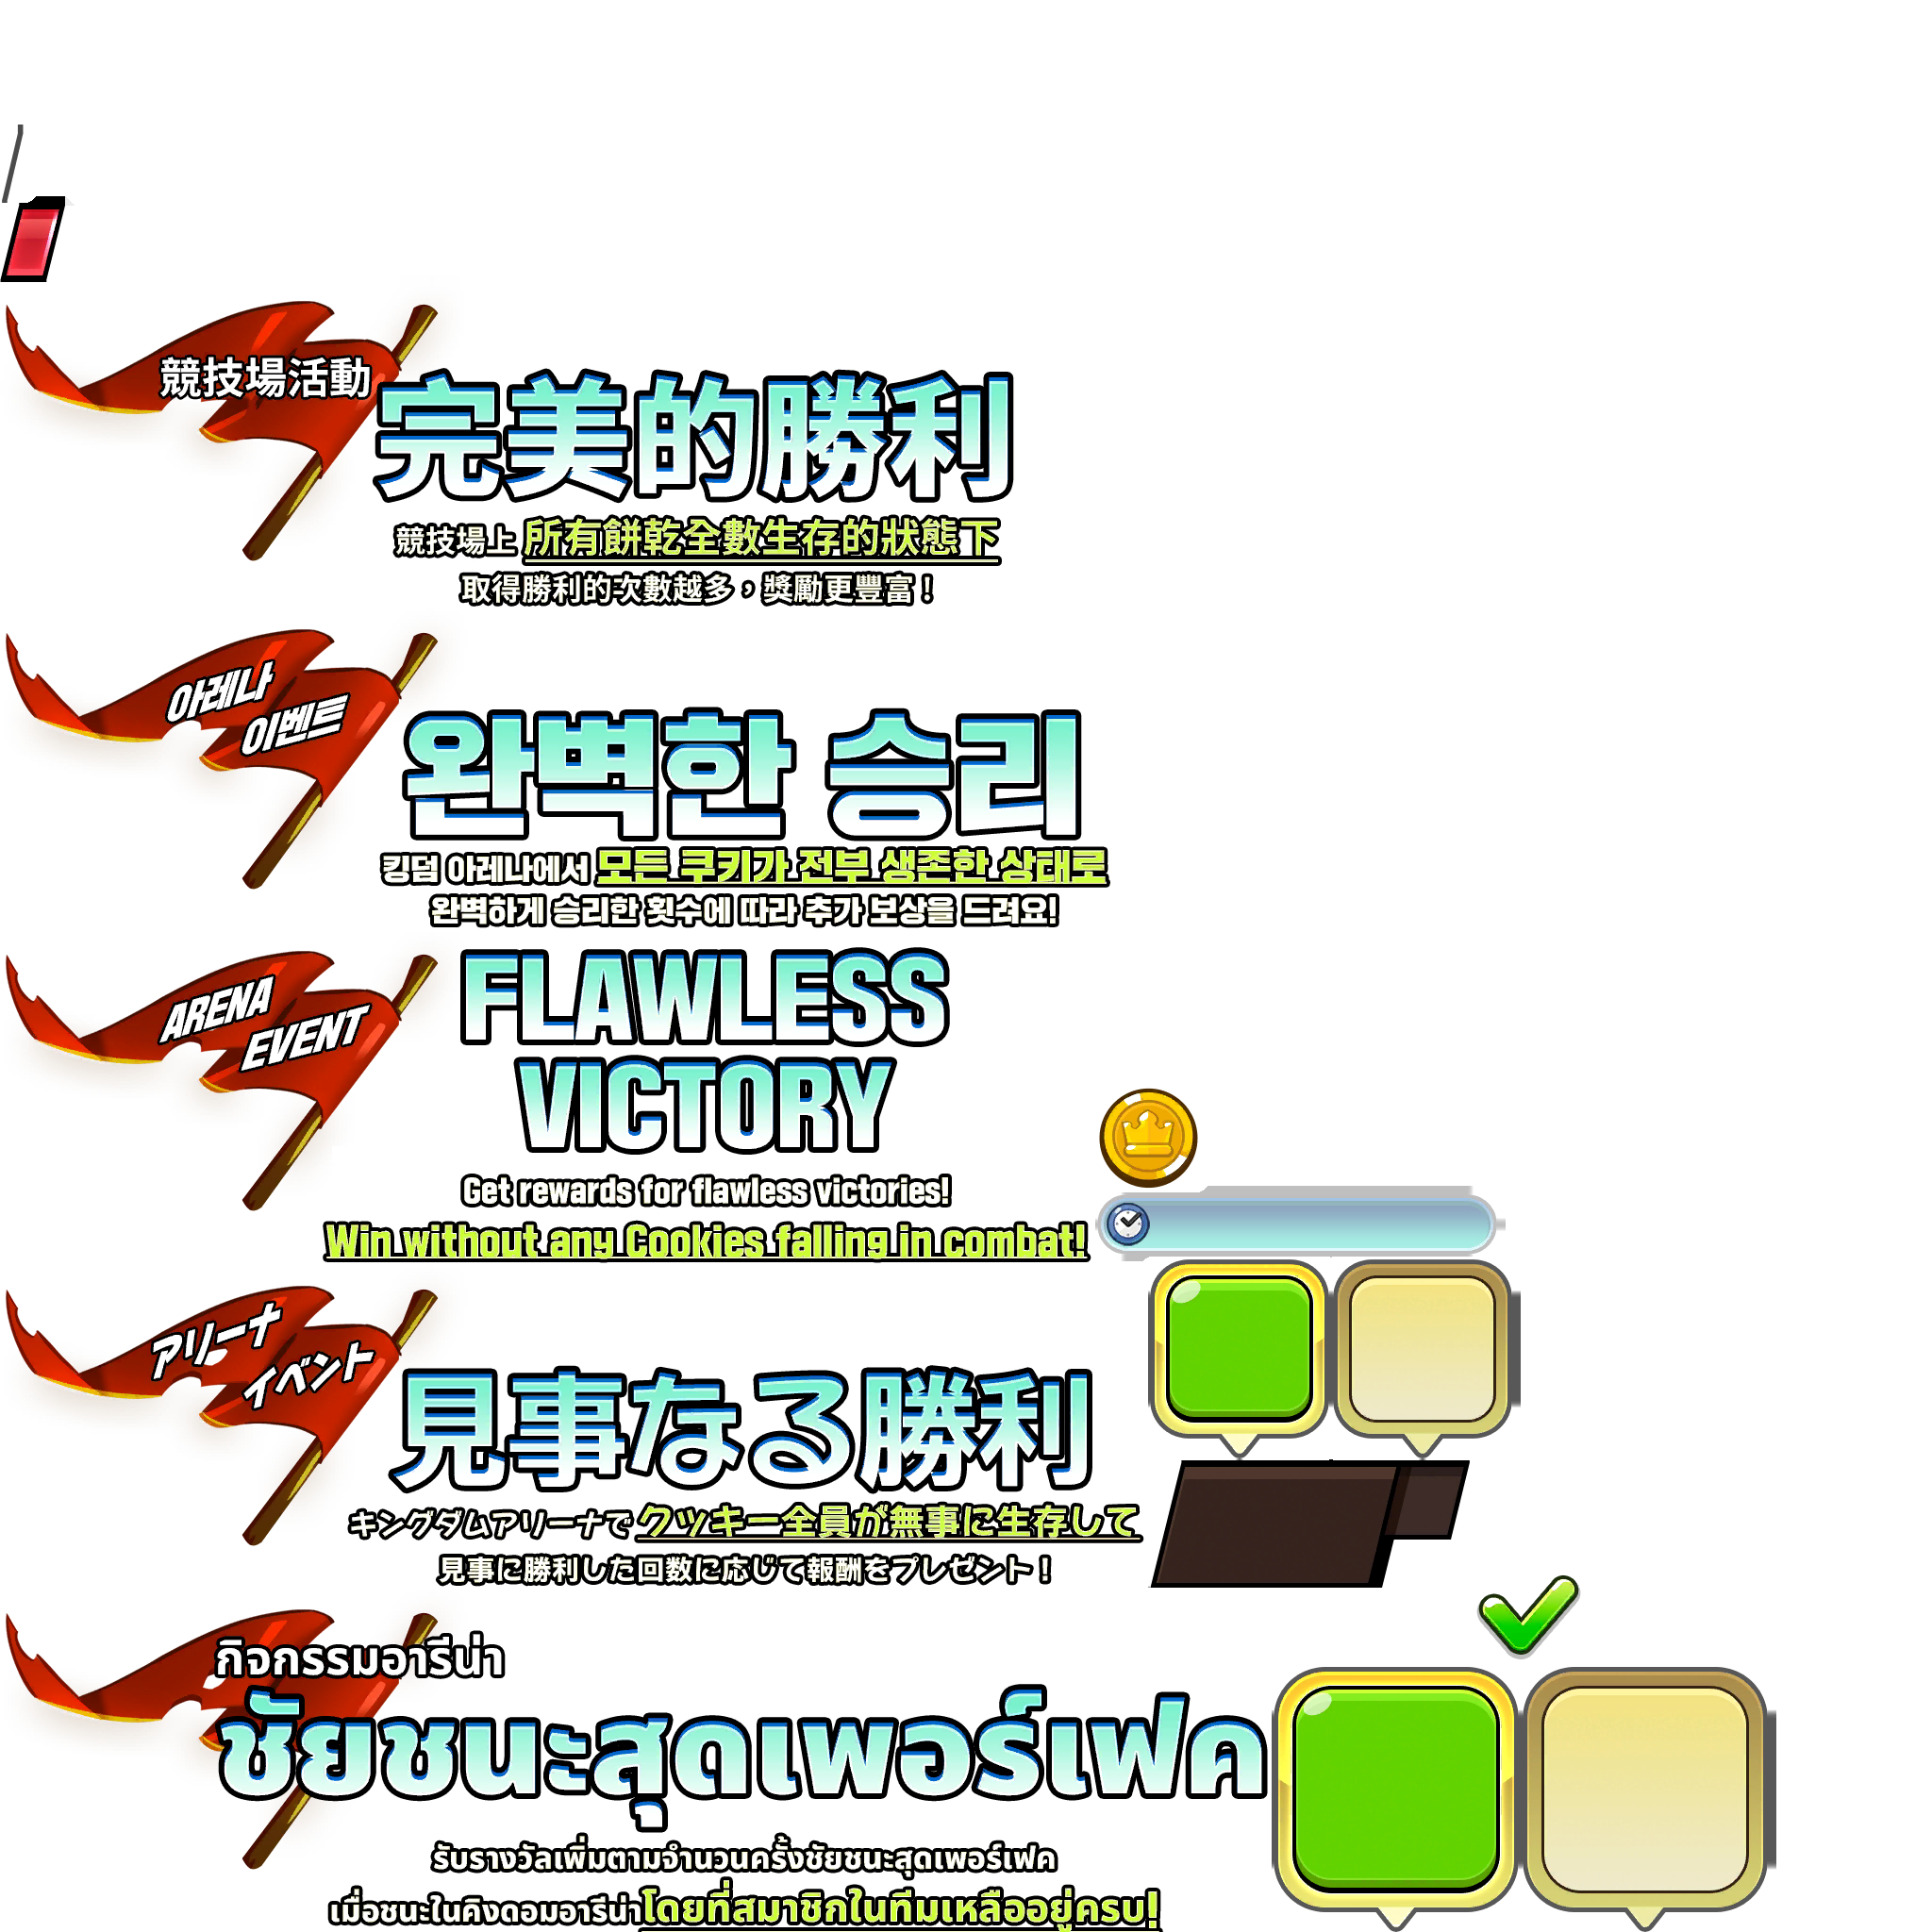 競技場活動
完美的勝利
競技場上 所有餅乾全數生存的狀態下
取得勝利的次數越多，獎勵更豐富！
아레나
이벤트
완벽한 승리
킹덤 아레나에서 모든 쿠키가 전부 생존한 상태로
완벽하게 승리한 횟수에 따라 추가 보상을 드려요!
ARENA
EVENT
FLAWLESS
VICTORY
Get rewards for flawless victories!
Win without any Cookies falling in combat!
アリーナ
イベント
見事なる勝利
キングダムアリーナで クッキー全員が無事に生存して
見事に勝利した回数に応じて報酬をプレゼント！
กิจกรรมอารีน่า
ชัยชนะสุดเพอร์เฟค
รับรางวัลเพิ่มตามจำนวนครั้งชัยชนะสุดเพอร์เฟค
เมื่อชนะในคิงดอมอารีน่าโดยที่สมาชิกในทีมเหลืออยู่ครบ!